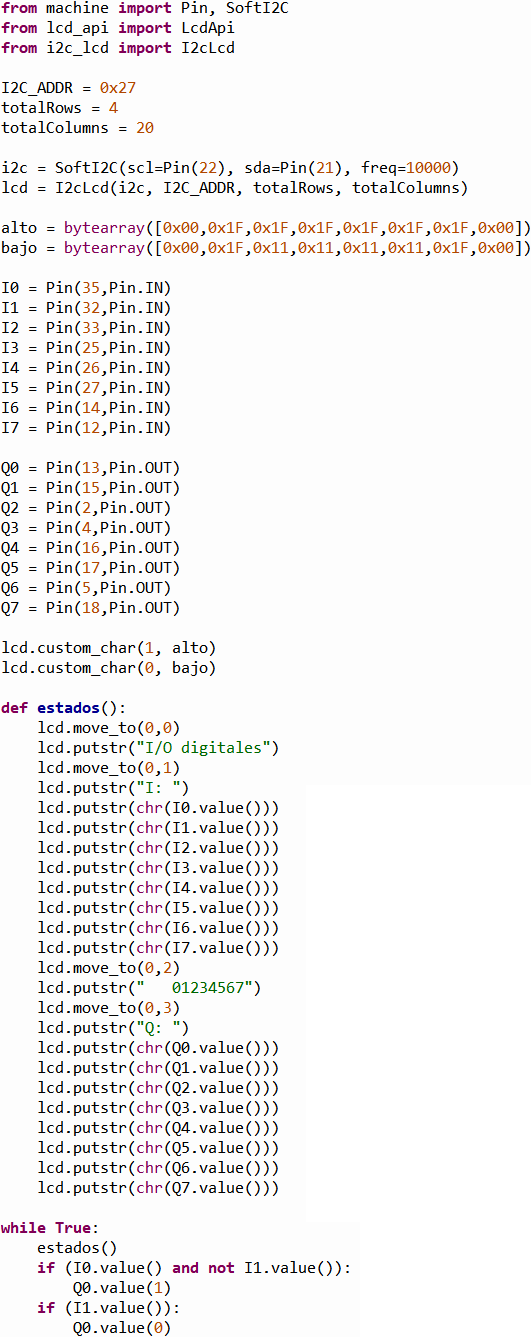 from machine import Pin, SoftI2C
from lcd_api import LcdApi
from i2c_lcd import I2cLcd

I2C_ADDR = 0x27
totalRows = 4
totalColumns = 20

i2c = SoftI2C(scl=Pin(22), sda=Pin(21), freq=10000)
lcd = I2cLcd(i2c, I2C_ADDR, totalRows, totalColumns)

alto = bytearray([0x00,0x1F,0x1F,0x1F,0x1F,0x1F,0x1F,0x00])
bajo = bytearray([0x00,0x1F,0x11,0x11,0x11,0x11,0x1F,0x00])

I0 = Pin(35,Pin.IN)
I1 = Pin(32,Pin.IN)
I2 = Pin(33,Pin.IN)
I3 = Pin(25,Pin.IN)
I4 = Pin(26,Pin.IN)
I5 = Pin(27,Pin.IN)
I6 = Pin(14,Pin.IN)
I7 = Pin(12,Pin.IN)

Q0 = Pin(13,Pin.OUT)
Q1 = Pin(15,Pin.OUT)
Q2 = Pin(2,Pin.OUT)
Q3 = Pin(4,Pin.OUT)
Q4 = Pin(16,Pin.OUT)
Q5 = Pin(17,Pin.OUT)
Q6 = Pin(5,Pin.OUT)
Q7 = Pin(18,Pin.OUT)

lcd.custom_char(1, alto)
lcd.custom_char(0, bajo)

def estados():
    lcd.move_to(0,0)
    lcd.putstr("I/O digitales")
    lcd.move_to(0,1)
    lcd.putstr("I: ")
    lcd.putstr(chr(I0.value()))
    lcd.putstr(chr(I1.value()))
    lcd.putstr(chr(I2.value()))
    lcd.putstr(chr(I3.value()))
    lcd.putstr(chr(I4.value()))
    lcd.putstr(chr(I5.value()))
    lcd.putstr(chr(I6.value()))
    lcd.putstr(chr(I7.value()))
    lcd.move_to(0,2)
    lcd.putstr("   01234567")
    lcd.move_to(0,3)
    lcd.putstr("Q: ")
    lcd.putstr(chr(Q0.value()))
    lcd.putstr(chr(Q1.value()))
    lcd.putstr(chr(Q2.value()))
    lcd.putstr(chr(Q3.value()))
    lcd.putstr(chr(Q4.value()))
    lcd.putstr(chr(Q5.value()))
    lcd.putstr(chr(Q6.value()))
    lcd.putstr(chr(Q7.value()))

while True:
    estados()
    if (I0.value() and not I1.value()):
        Q0.value(1)
    if (I1.value()):
        Q0.value(0)